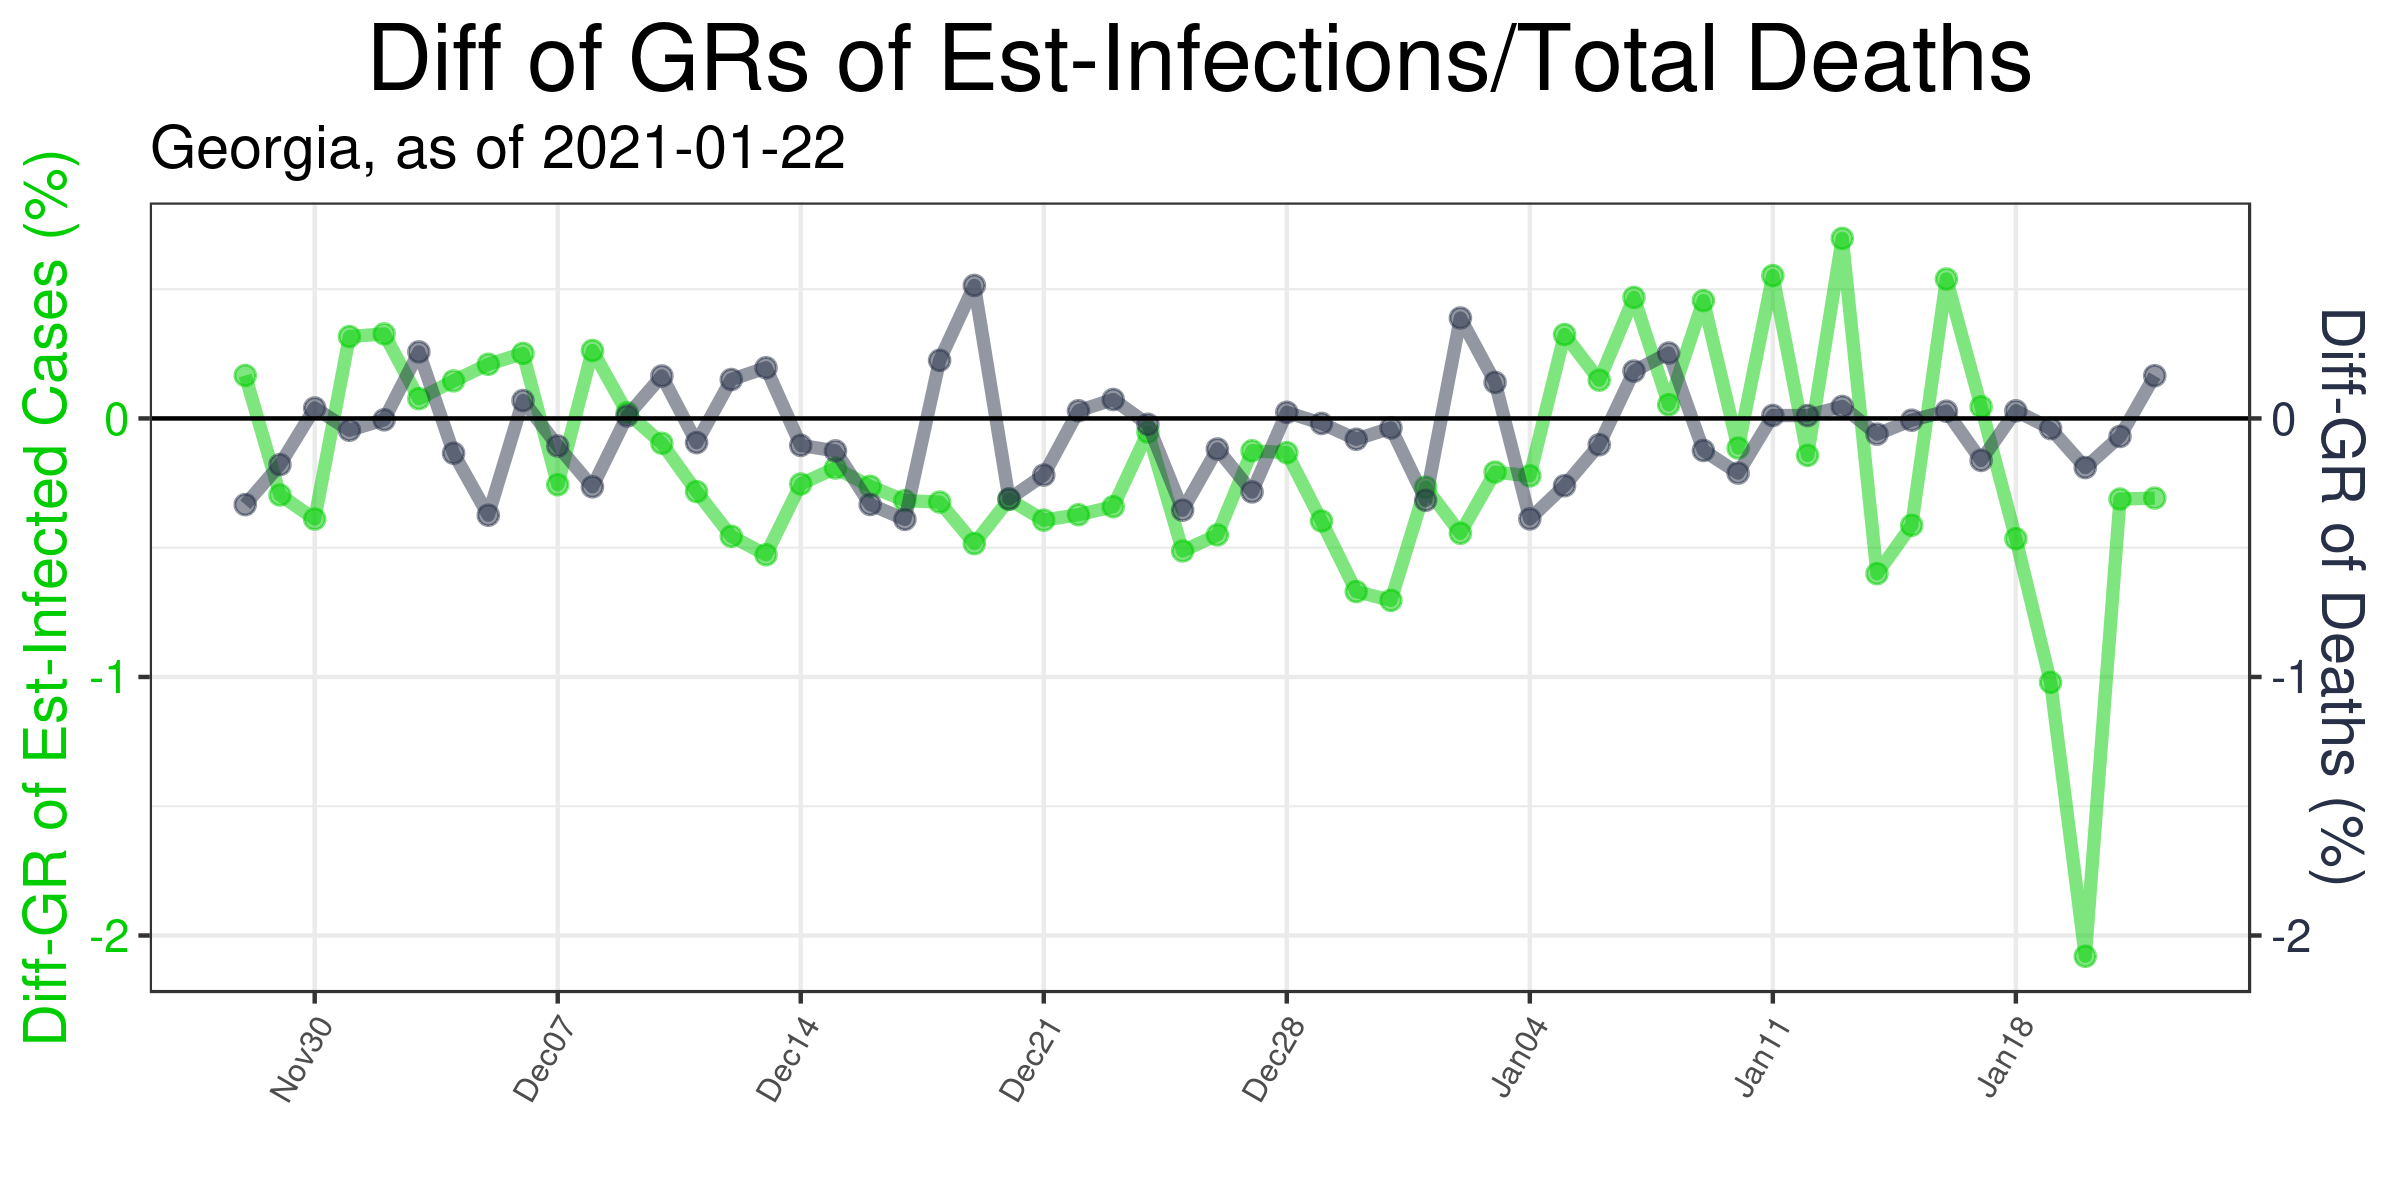 Diff of GRs of Est-Infections/Total Deaths
Georgia, as of 2021-01-22
Diff-GR of Est-Infected Cases (%)
0
-1
-2
0
-1
-2
Diff-GR of Deaths (%)
Nov30
Dec07
Dec14
Dec21
Dec28
Jan04
Jan11
Jan18